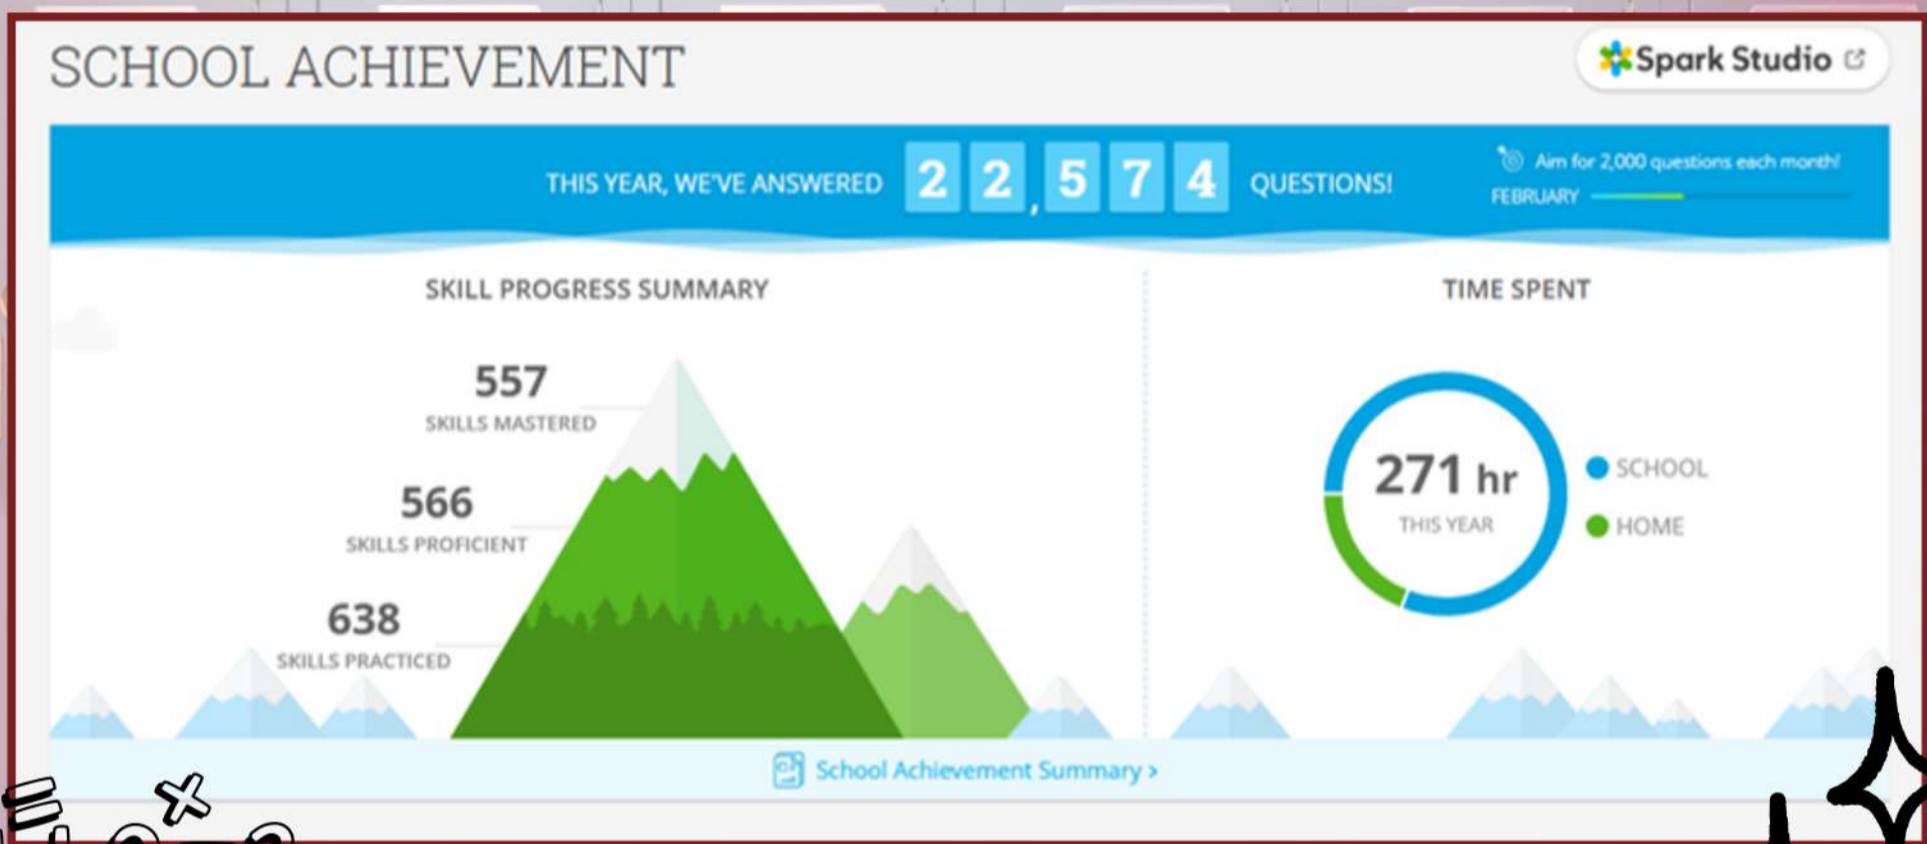 SCHOOL ACHIEVEMENT
Spark Studio
THIS YEAR, WE'VE ANSWERED 22,574 QUESTIONS!
Aim for 2,000 questions each month!
FEBRUARY
SKILL PROGRESS SUMMARY
557
SKILLS MASTERED
566
SKILLS PROFICIENT
638
SKILLS PRACTICED
TIME SPENT
271 hr
THIS YEAR
SCHOOL
HOME
School Achievement Summary >